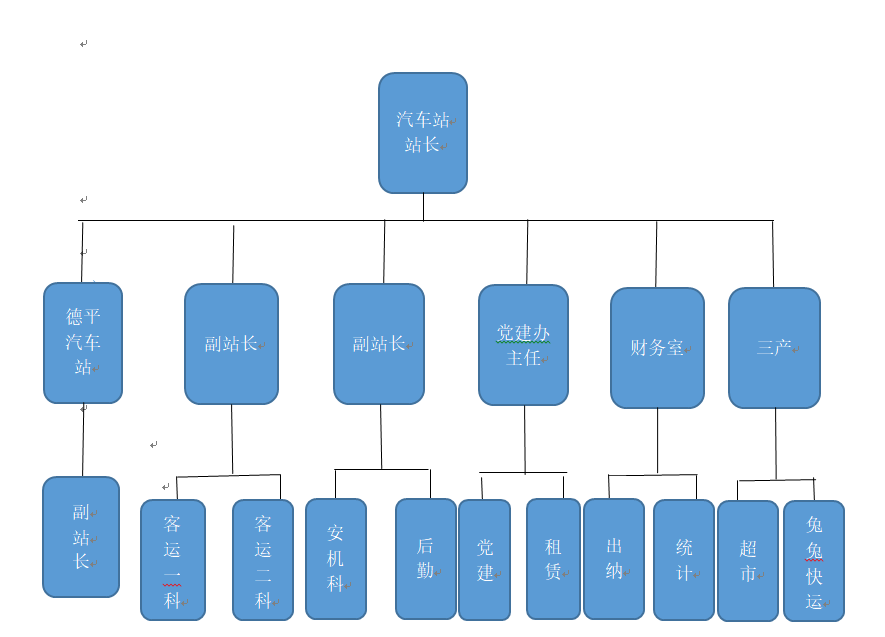 汽车站
站长
德平
汽车
站
副站长
副站长
党建办
主任
财务室
三产
副
站
长
客
运
一
科
客
运
二
科
安
机
科
后
勤
党
建
租
赁
出
纳
统
计
超
市
兔
兔
快
运